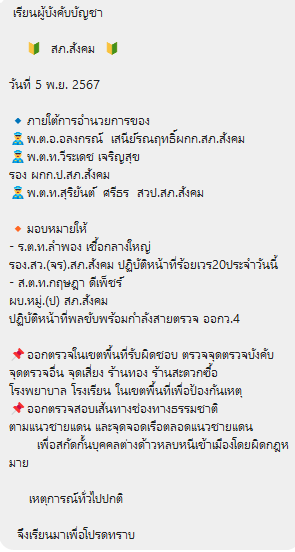 เรียนผู้บังคับบัญชา
🔰 สภ.สังคม 🔰
วันที่ 5 พ.ย. 2567
🔹ภายใต้การอำนวยการของ
👮พ.ต.อ.อลงกรณ์ เสนีย์รณฤทธิ์ผกก.สภ.สังคม
👮พ.ต.ท.วีระเดช เจริญสุข
รอง ผกก.ป.สภ.สังคม
👮พ.ต.ท.สุริยันต์ ศรีธร สวป.สภ.สังคม
🔸มอบหมายให้
- ร.ต.ท.ลำพอง เชื้อกลางใหญ่
รอง.สว.(จร).สภ.สังคม ปฏิบัติหน้าที่ร้อยเวร20ประจำวันนี้
- ส.ต.ท.กฤษฎา ดีเพ็ชร์
ผบ.หมู่.(ป) สภ.สังคม
ปฏิบัติหน้าที่พลขับพร้อมกำลังสายตรวจ ออกว.4
📌ออกตรวจในเขตพื้นที่รับผิดชอบ ตรวจจุดตรวจบังคับ
จุดตรวจอื่น จุดเสี่ยง ร้านทอง ร้านสะดวกซื้อ
โรงพยาบาล โรงเรียน ในเขตพื้นที่เพื่อป้องกันเหตุ
📌ออกตรวจสอบเส้นทางช่องทางธรรมชาติ
ตามแนวชายแดน และจุดจอดเรือตลอดแนวชายแดน
เพื่อสกัดกั้นบุคคลต่างด้าวหลบหนีเข้าเมืองโดยผิดกฎห
มาย
เหตุการณ์ทั่วไปปกติ
จึงเรียนมาเพื่อโปรดทราบ